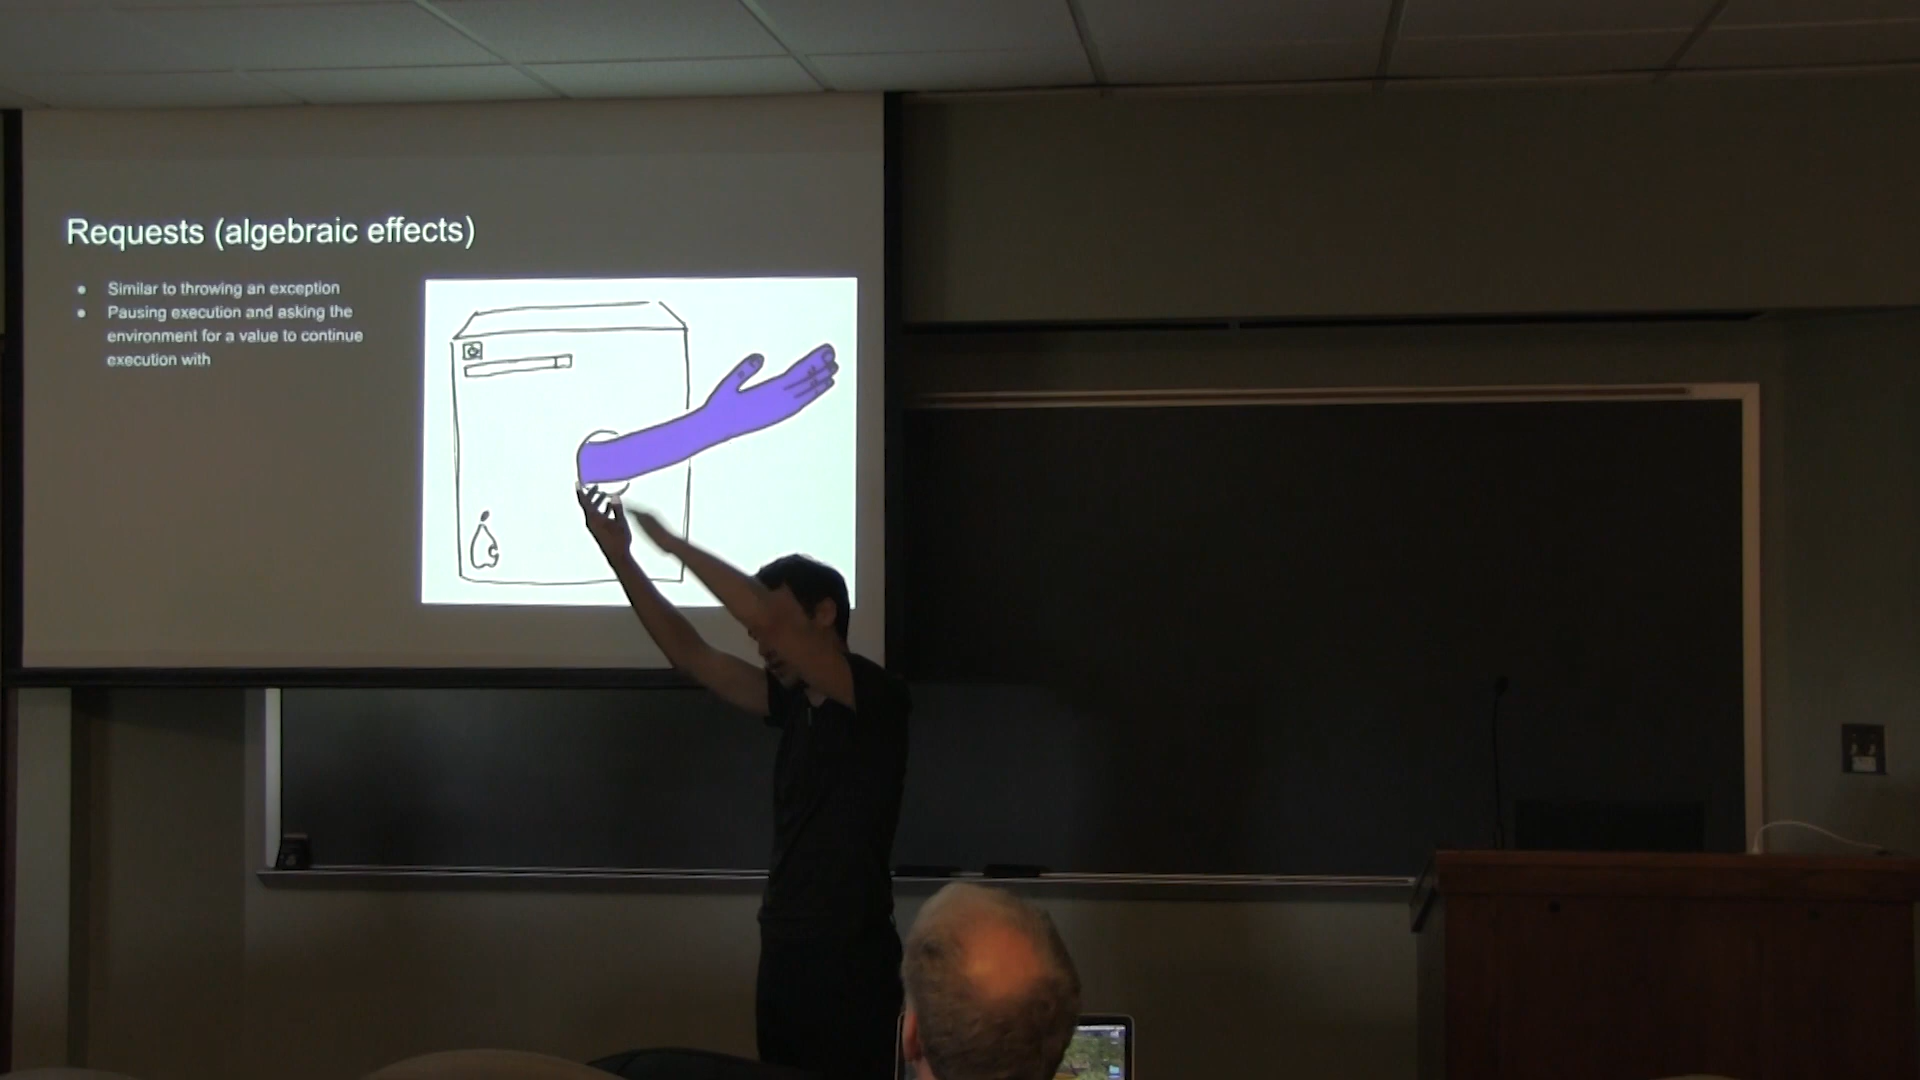 Requests (algebraic effects)
● Similar to throwing an exception
● Pausing execution and asking the
environment for a value to continue
execution with